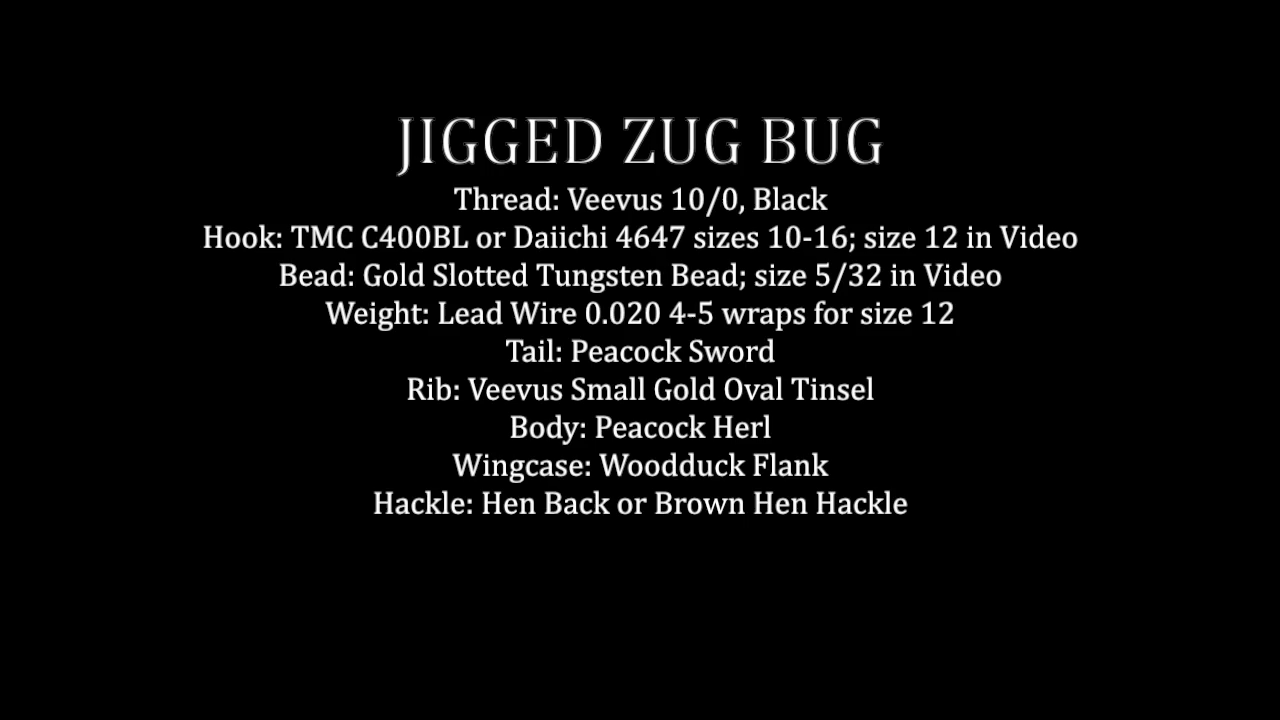 JIGGED ZUG BUG
Thread: Veevus 10/0, Black
Hook: TMC C400BL or Daiichi 4647 sizes 10-16; size 12 in Video
Bead: Gold Slotted Tungsten Bead; size 5/32 in Video
Weight: Lead Wire 0.020 4-5 wraps for size 12
Tail: Peacock Sword
Rib: Veevus Small Gold Oval Tinsel
Body: Peacock Herl
Wingcase: Woodduck Flank
Hackle: Hen Back or Brown Hen Hackle